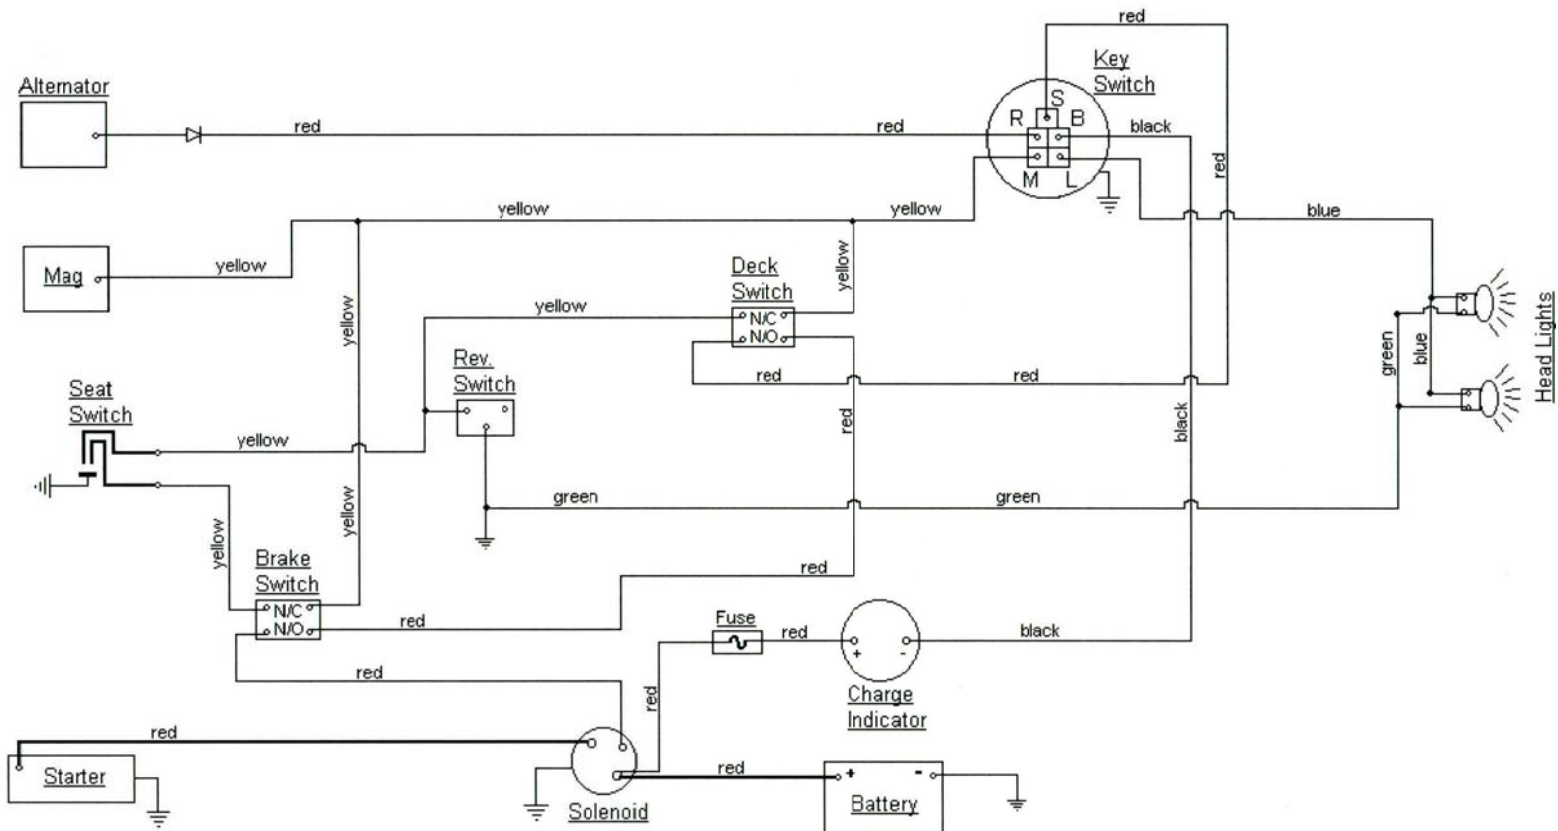 red
Key
Switch
Alternator
S
R
B
red
red
black
M
L
red
yellow
yellow
blue
Mag
yellow
Deck
Switch
yellow
yellow
yellow
N/C
N/O
Rev.
Switch
red
red
green
blue
Head Lights
Seat
Switch
yellow
red
black
green
green
yellow
yellow
Brake
Switch
red
N/C
N/O
red
Fuse
red
black
+
-
red
red
Charge
Indicator
red
Starter
red
+
-
Battery
Solenoid